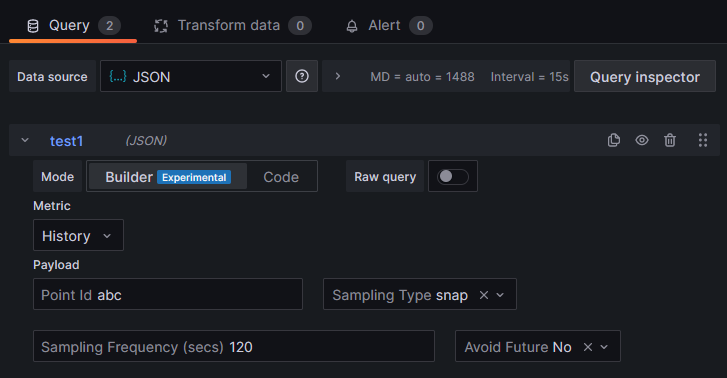 Query 2 Transform data 0 Alert 0
Data source {...} JSON MD = auto = 1488 Interval = 15s Query inspector
test1 (JSON)
Mode Builder Experimental Code Raw query
Metric
History
Payload
Point Id abc Sampling Type snap
Sampling Frequency (secs) 120 Avoid Future No